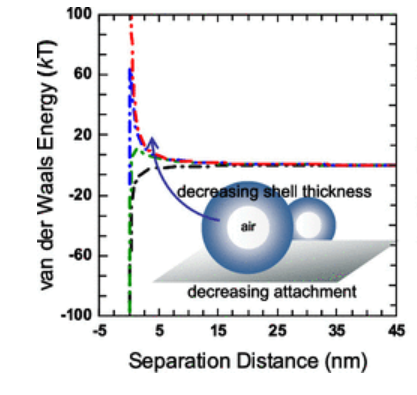 100
60
20
-20
-60
-100
van der Waals Energy (kT)
decreasing shell thickness
air
decreasing attachment
-5 5 15 25 35 45
Separation Distance (nm)